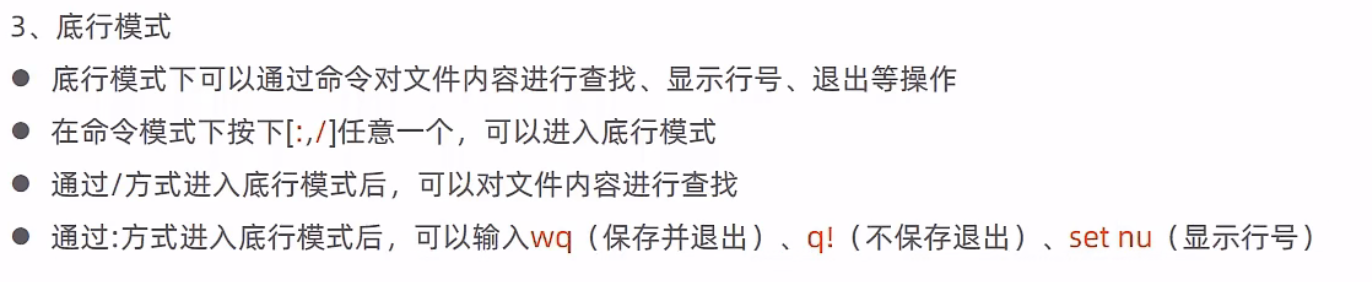 3、底行模式
● 底行模式下可以通过命令对文件内容进行查找、显示行号、退出等操作
● 在命令模式下按下[:,/]任意一个，可以进入底行模式
● 通过/方式进入底行模式后，可以对文件内容进行查找
● 通过:方式进入底行模式后，可以输入wq（保存并退出）、q!（不保存退出）、set nu（显示行号）